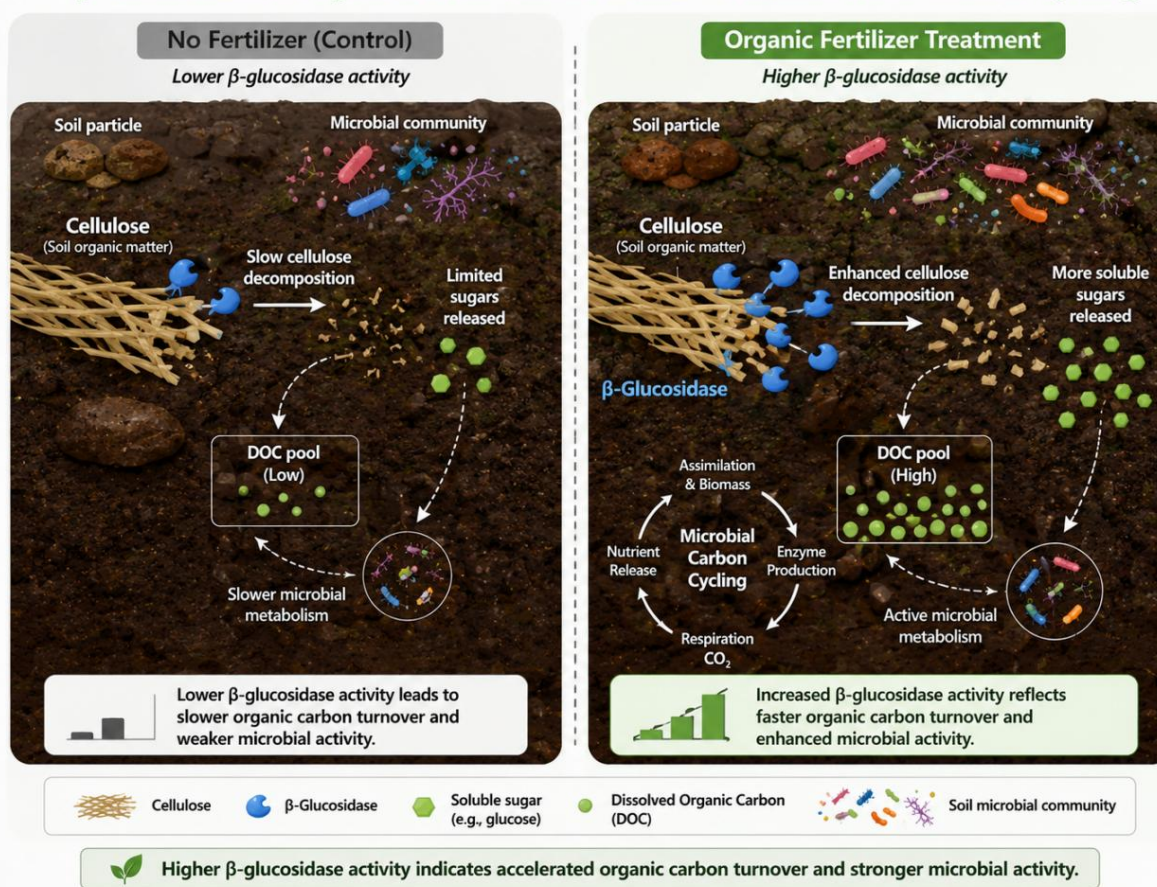 No Fertilizer (Control)
Lower β-glucosidase activity
Soil particle
Microbial community
Cellulose
(Soil organic matter)
Slow cellulose
decomposition
Limited
sugars
released
DOC pool
(Low)
Slower microbial
metabolism
Lower β-glucosidase activity leads to
slower organic carbon turnover and
weaker microbial activity.
Organic Fertilizer Treatment
Higher β-glucosidase activity
Soil particle
Microbial community
Cellulose
(Soil organic matter)
Enhanced cellulose
decomposition
More soluble
sugars
released
β-Glucosidase
DOC pool
(High)
Assimilation
& Biomass
Microbial
Carbon
Cycling
Nutrient
Release
Enzyme
Production
Respiration
CO₂
Active microbial
metabolism
Increased β-glucosidase activity reflects
faster organic carbon turnover and
enhanced microbial activity.
Cellulose
β-Glucosidase
Soluble sugar
(e.g., glucose)
Dissolved Organic Carbon
(DOC)
Soil microbial community
Higher β-glucosidase activity indicates accelerated organic carbon turnover and stronger microbial activity.